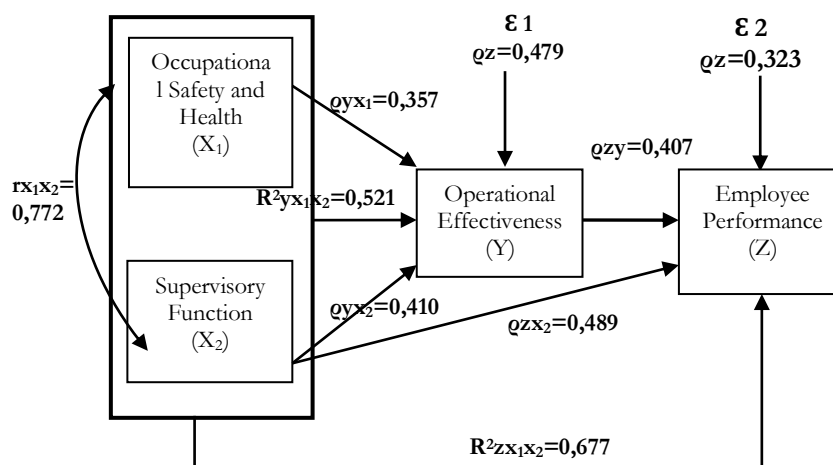 ε 1
ϱz=0,479
ε 2
ϱz=0,323
Occupationa
l Safety and
Health
(X₁)
ϱyx₁=0,357
ϱzy=0,407
rx₁x₂=
0,772
R²yx₁x₂=0,521
Operational
Effectiveness
(Y)
Employee
Performance
(Z)
Supervisory
Function
(X₂)
ϱyx₂=0,410
ϱzx₂=0,489
R²zx₁x₂=0,677